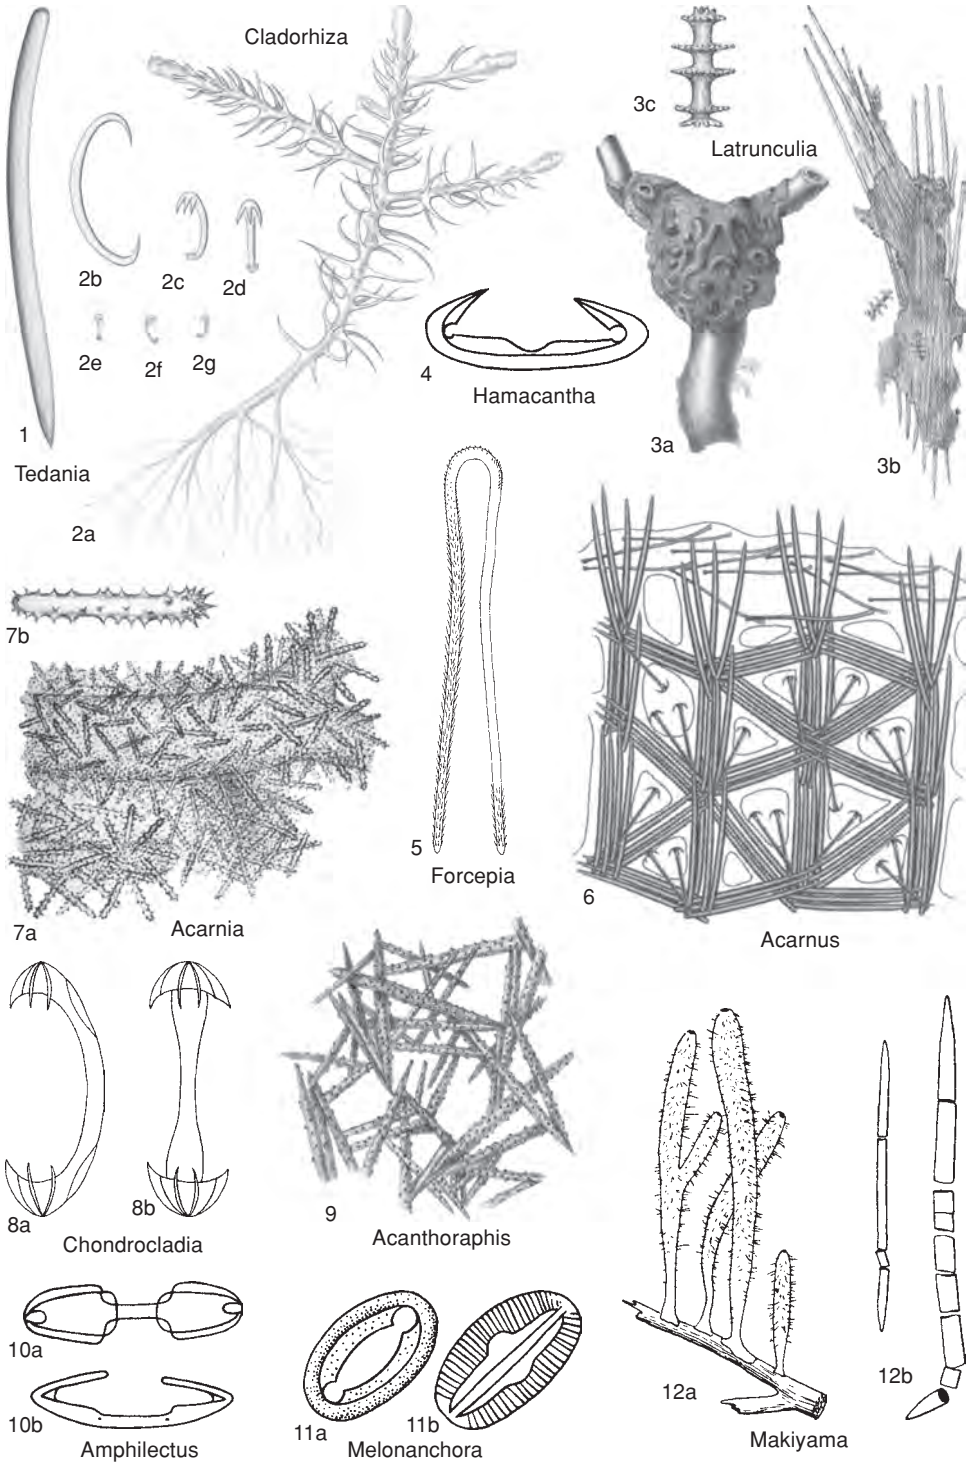 Cladorhiza
3c
Latrunculia
2b
2c
2d
2e
2f
2g
4
Hamacantha
1
Tedania
3a
3b
2a
7b
5
Forcepia
6
7a
Acarnia
Acarnus
8a
8b
9
Chondrocladia
Acanthoraphis
10a
10b
Amphilectus
11a
11b
Melonanchora
12a
12b
Makiyama